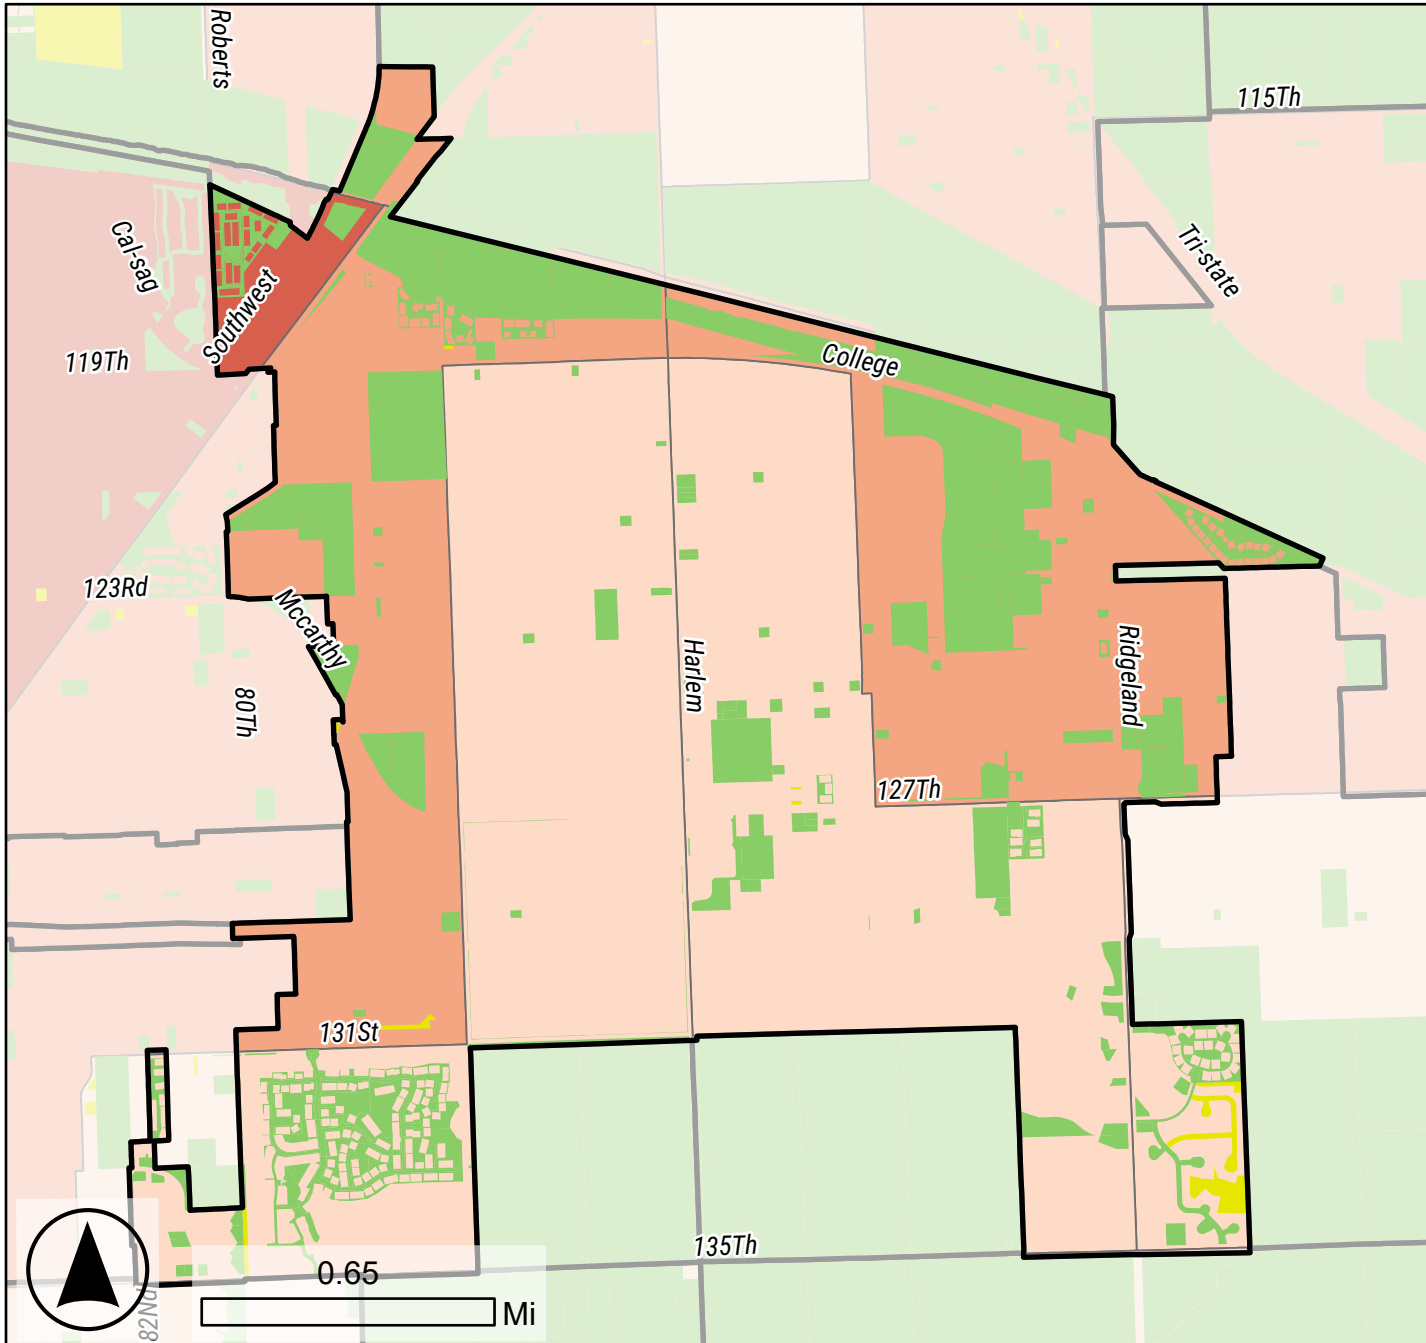 Roberts
115Th
Cal-sag
Tri-state
Southwest
119Th
College
123Rd
Mccarthy
Harlem
Ridgeland
80Th
127Th
131St
135Th
0.65
Mi
82Nd